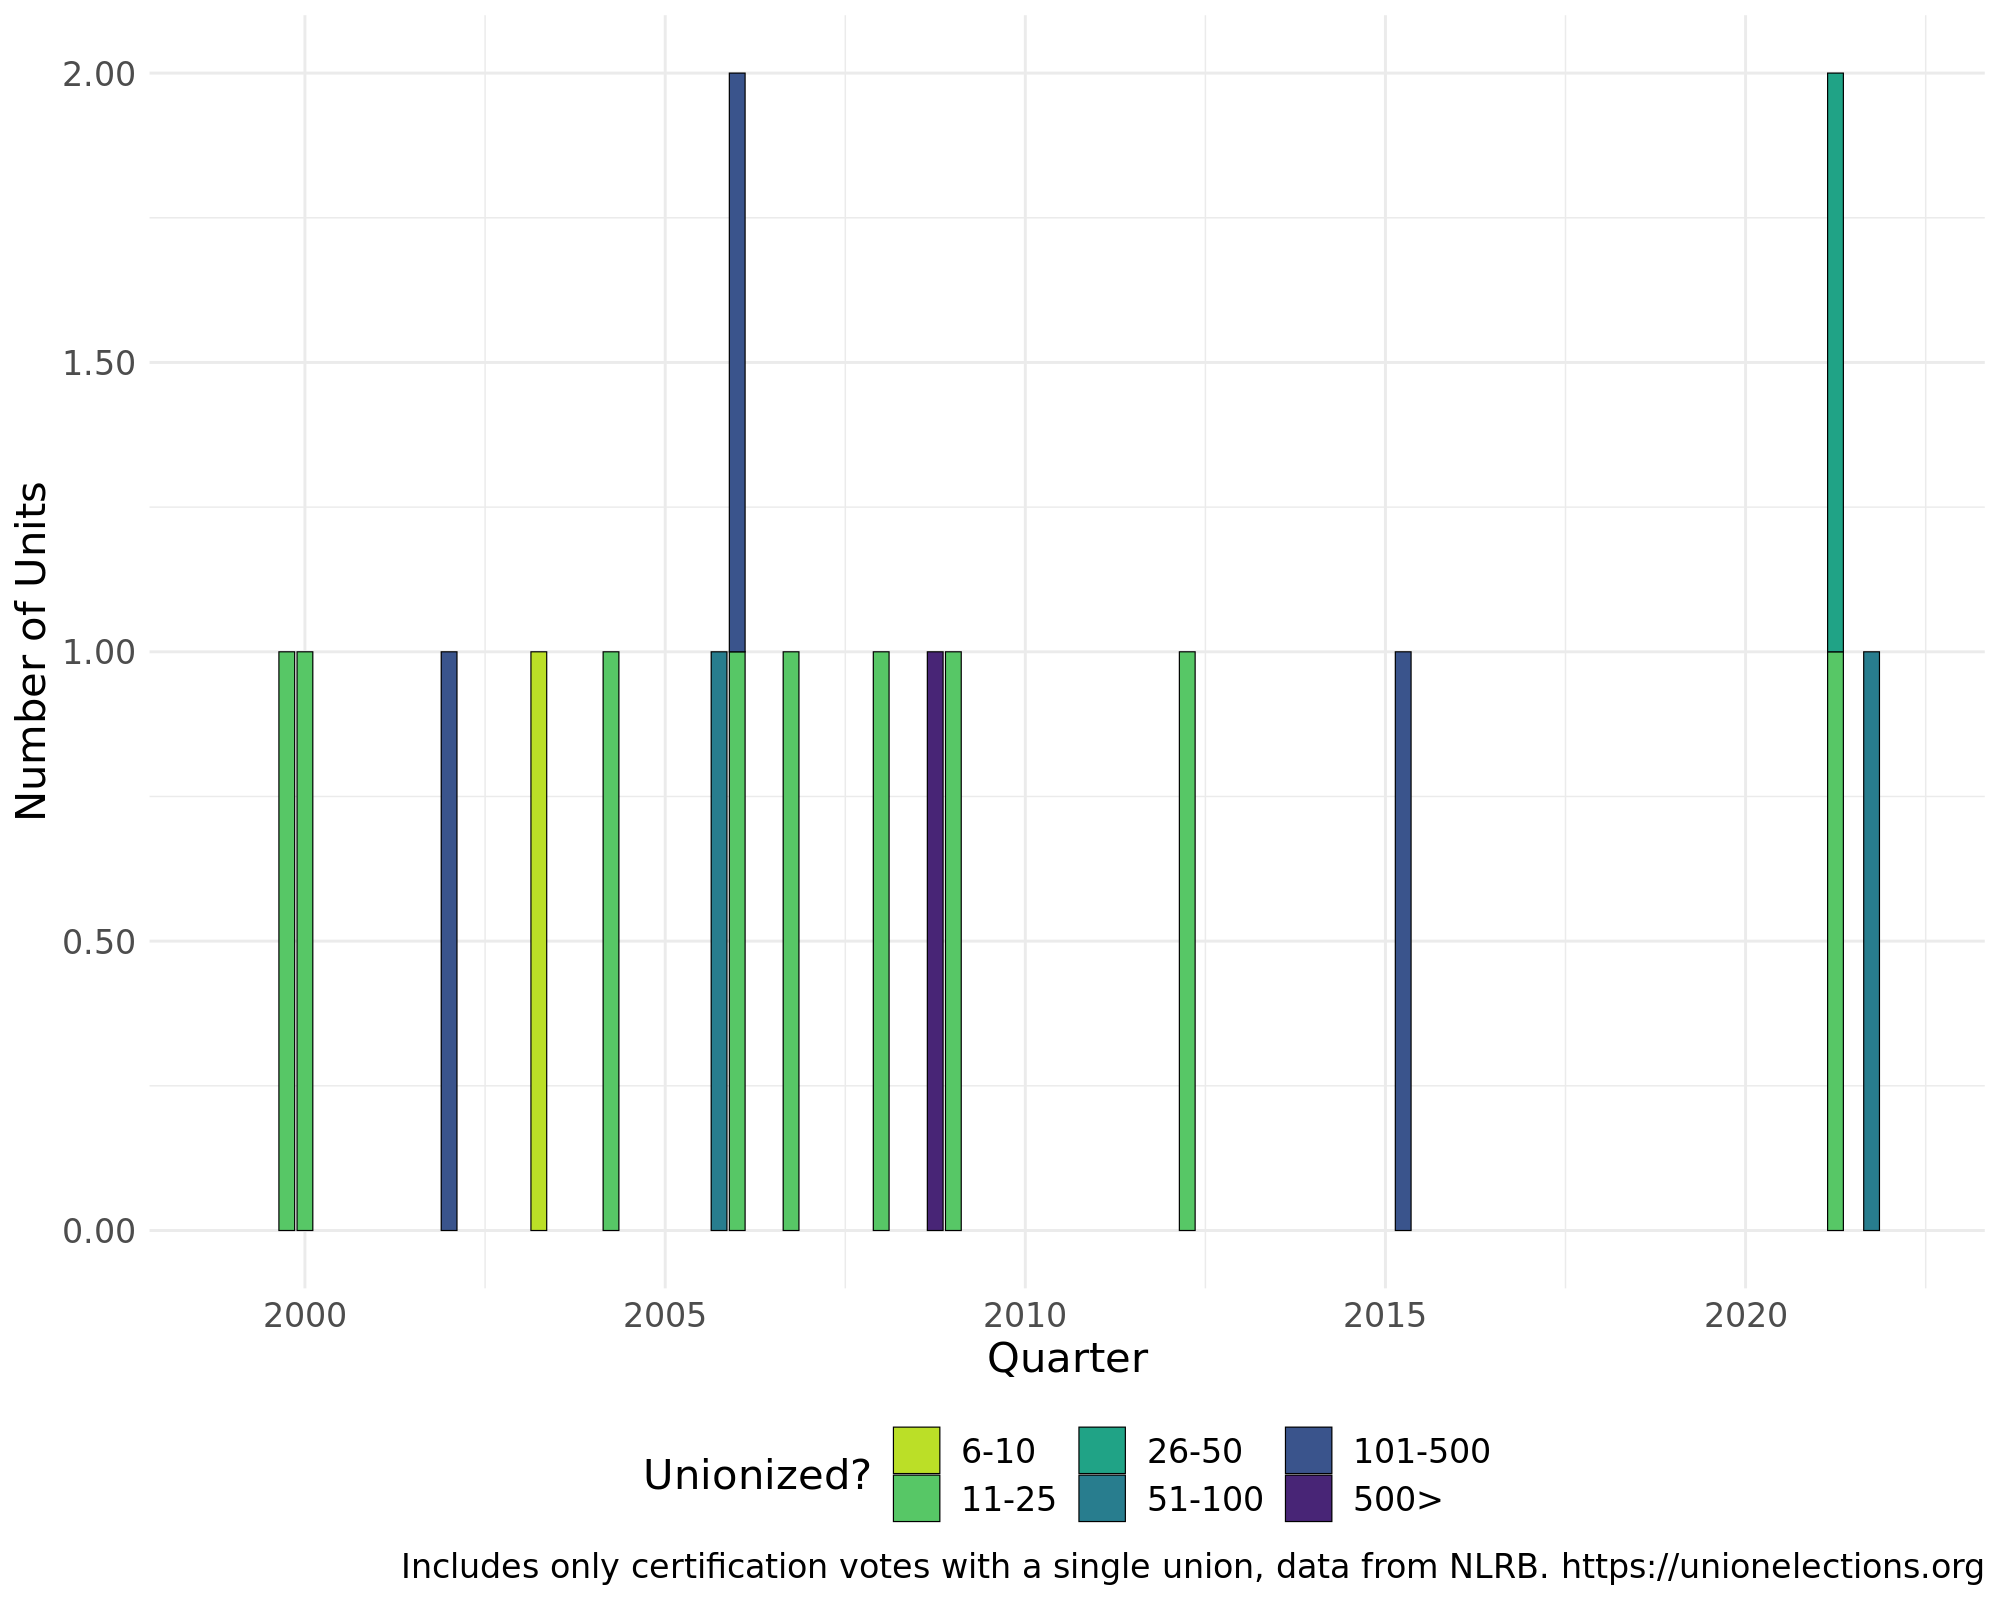 2.00
1.50
1.00
0.50
0.00
Number of Units
2000 2005 2010 2015 2020
Quarter
Unionized?
6-10 26-50 101-500
11-25 51-100 500>
Includes only certification votes with a single union, data from NLRB. https://unionelections.org